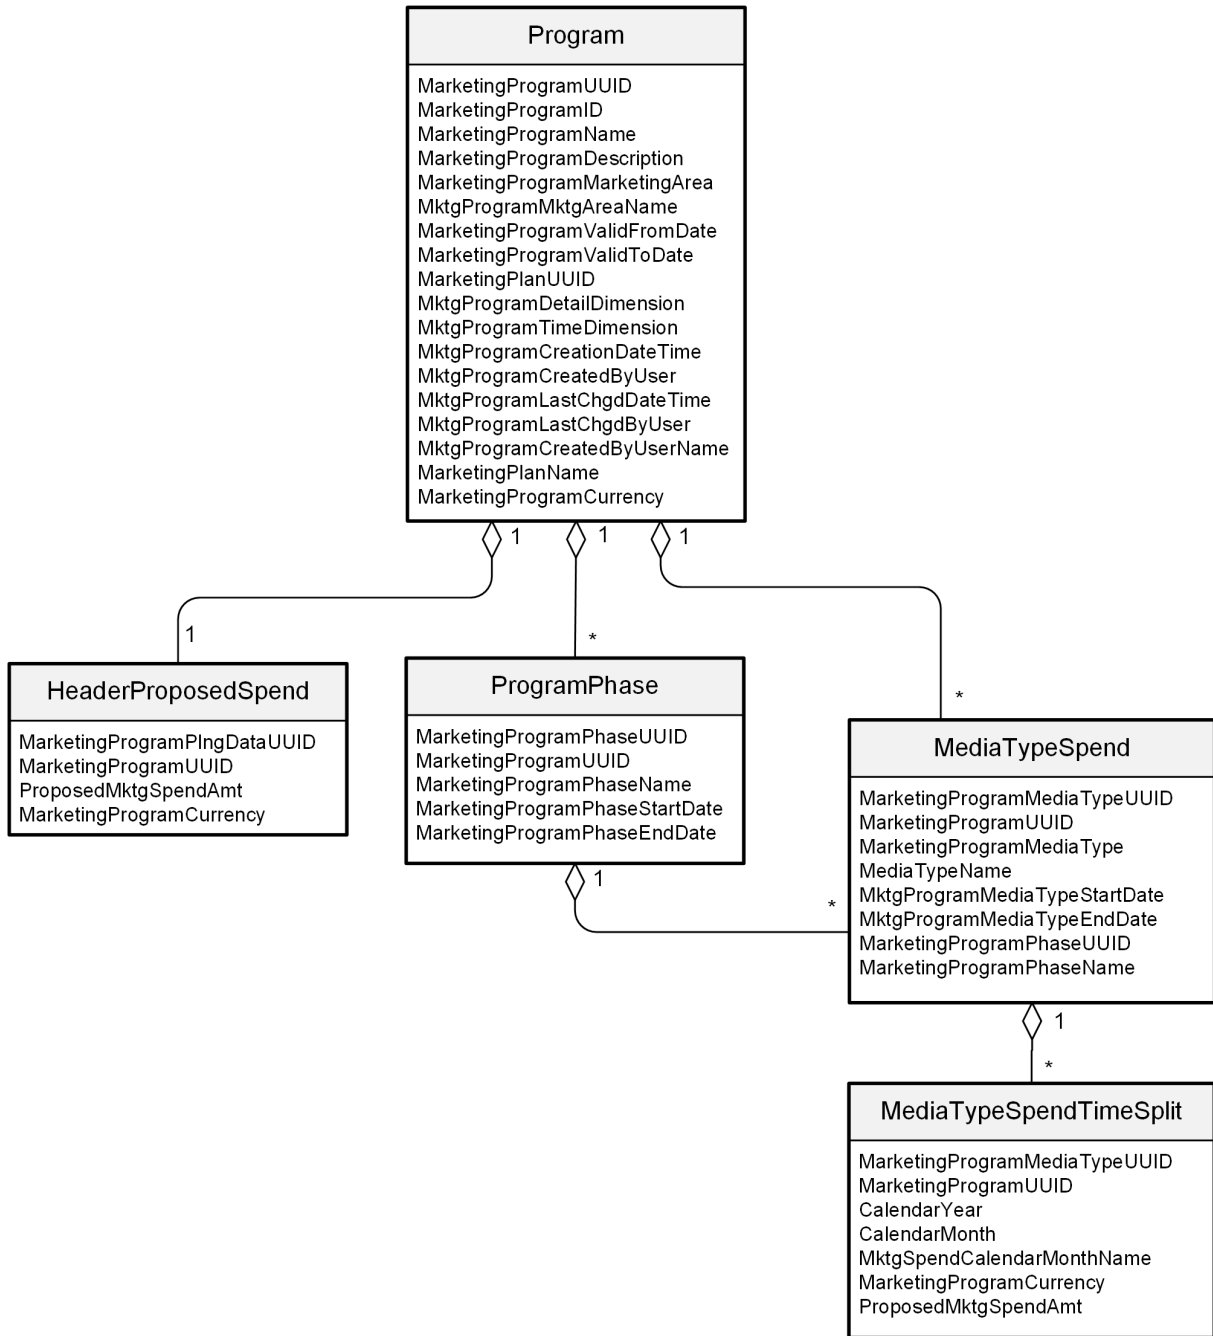 Program
MarketingProgramUUID
MarketingProgramID
MarketingProgramName
MarketingProgramDescription
MarketingProgramMarketingArea
MktgProgramMktgAreaName
MarketingProgramValidFromDate
MarketingProgramValidToDate
MarketingPlanUUID
MktgProgramDetailDimension
MktgProgramTimeDimension
MktgProgramCreationDateTime
MktgProgramCreatedByUser
MktgProgramLastChgdDateTime
MktgProgramLastChgdByUser
MktgProgramCreatedByUserName
MarketingPlanName
MarketingProgramCurrency
1 1 1
1
*
*
HeaderProposedSpend
MarketingProgramPlngDataUUID
MarketingProgramUUID
ProposedMktgSpendAmt
MarketingProgramCurrency
ProgramPhase
MarketingProgramPhaseUUID
MarketingProgramUUID
MarketingProgramPhaseName
MarketingProgramPhaseStartDate
MarketingProgramPhaseEndDate
1
*
MediaTypeSpend
MarketingProgramMediaTypeUUID
MarketingProgramUUID
MarketingProgramMediaType
MediaTypeName
MktgProgramMediaTypeStartDate
MktgProgramMediaTypeEndDate
MarketingProgramPhaseUUID
MarketingProgramPhaseName
1
*
MediaTypeSpendTimeSplit
MarketingProgramMediaTypeUUID
MarketingProgramUUID
CalendarYear
CalendarMonth
MktgSpendCalendarMonthName
MarketingProgramCurrency
ProposedMktgSpendAmt